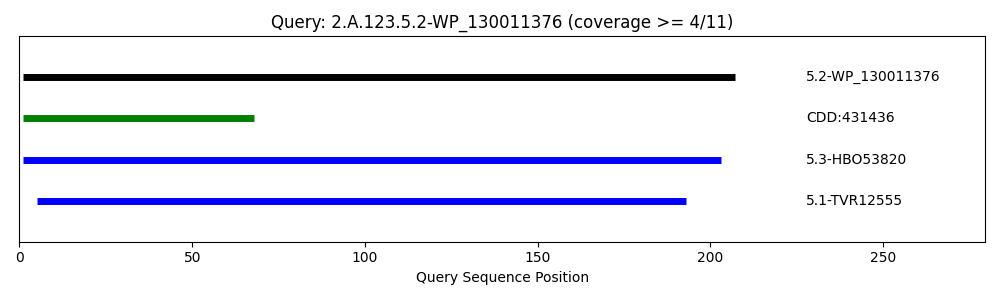 Query: 2.A.123.5.2-WP_130011376 (coverage >= 4/11)
5.2-WP_130011376
CDD:431436
5.3-HBO53820
5.1-TVR12555
0 50 100 150 200 250
Query Sequence Position